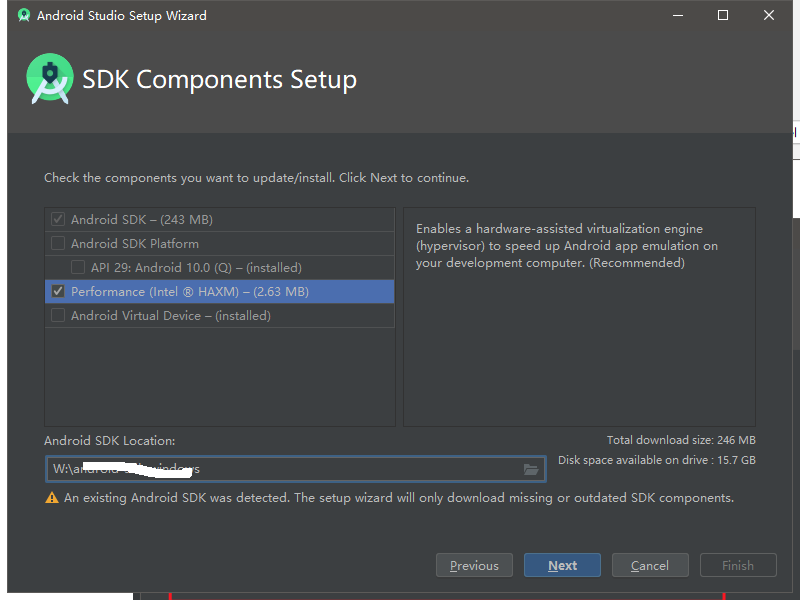 Android Studio Setup Wizard
SDK Components Setup
Check the components you want to update/install. Click Next to continue.
Android SDK – (243 MB)
Android SDK Platform
API 29: Android 10.0 (Q) – (installed)
Performance (Intel ® HAXM) – (2.63 MB)
Android Virtual Device – (installed)
Enables a hardware-assisted virtualization engine
(hypervisor) to speed up Android app emulation on
your development computer. (Recommended)
Android SDK Location:
Total download size: 246 MB
Disk space available on drive : 15.7 GB
An existing Android SDK was detected. The setup wizard will only download missing or outdated SDK components.
Previous
Next
Cancel
Finish